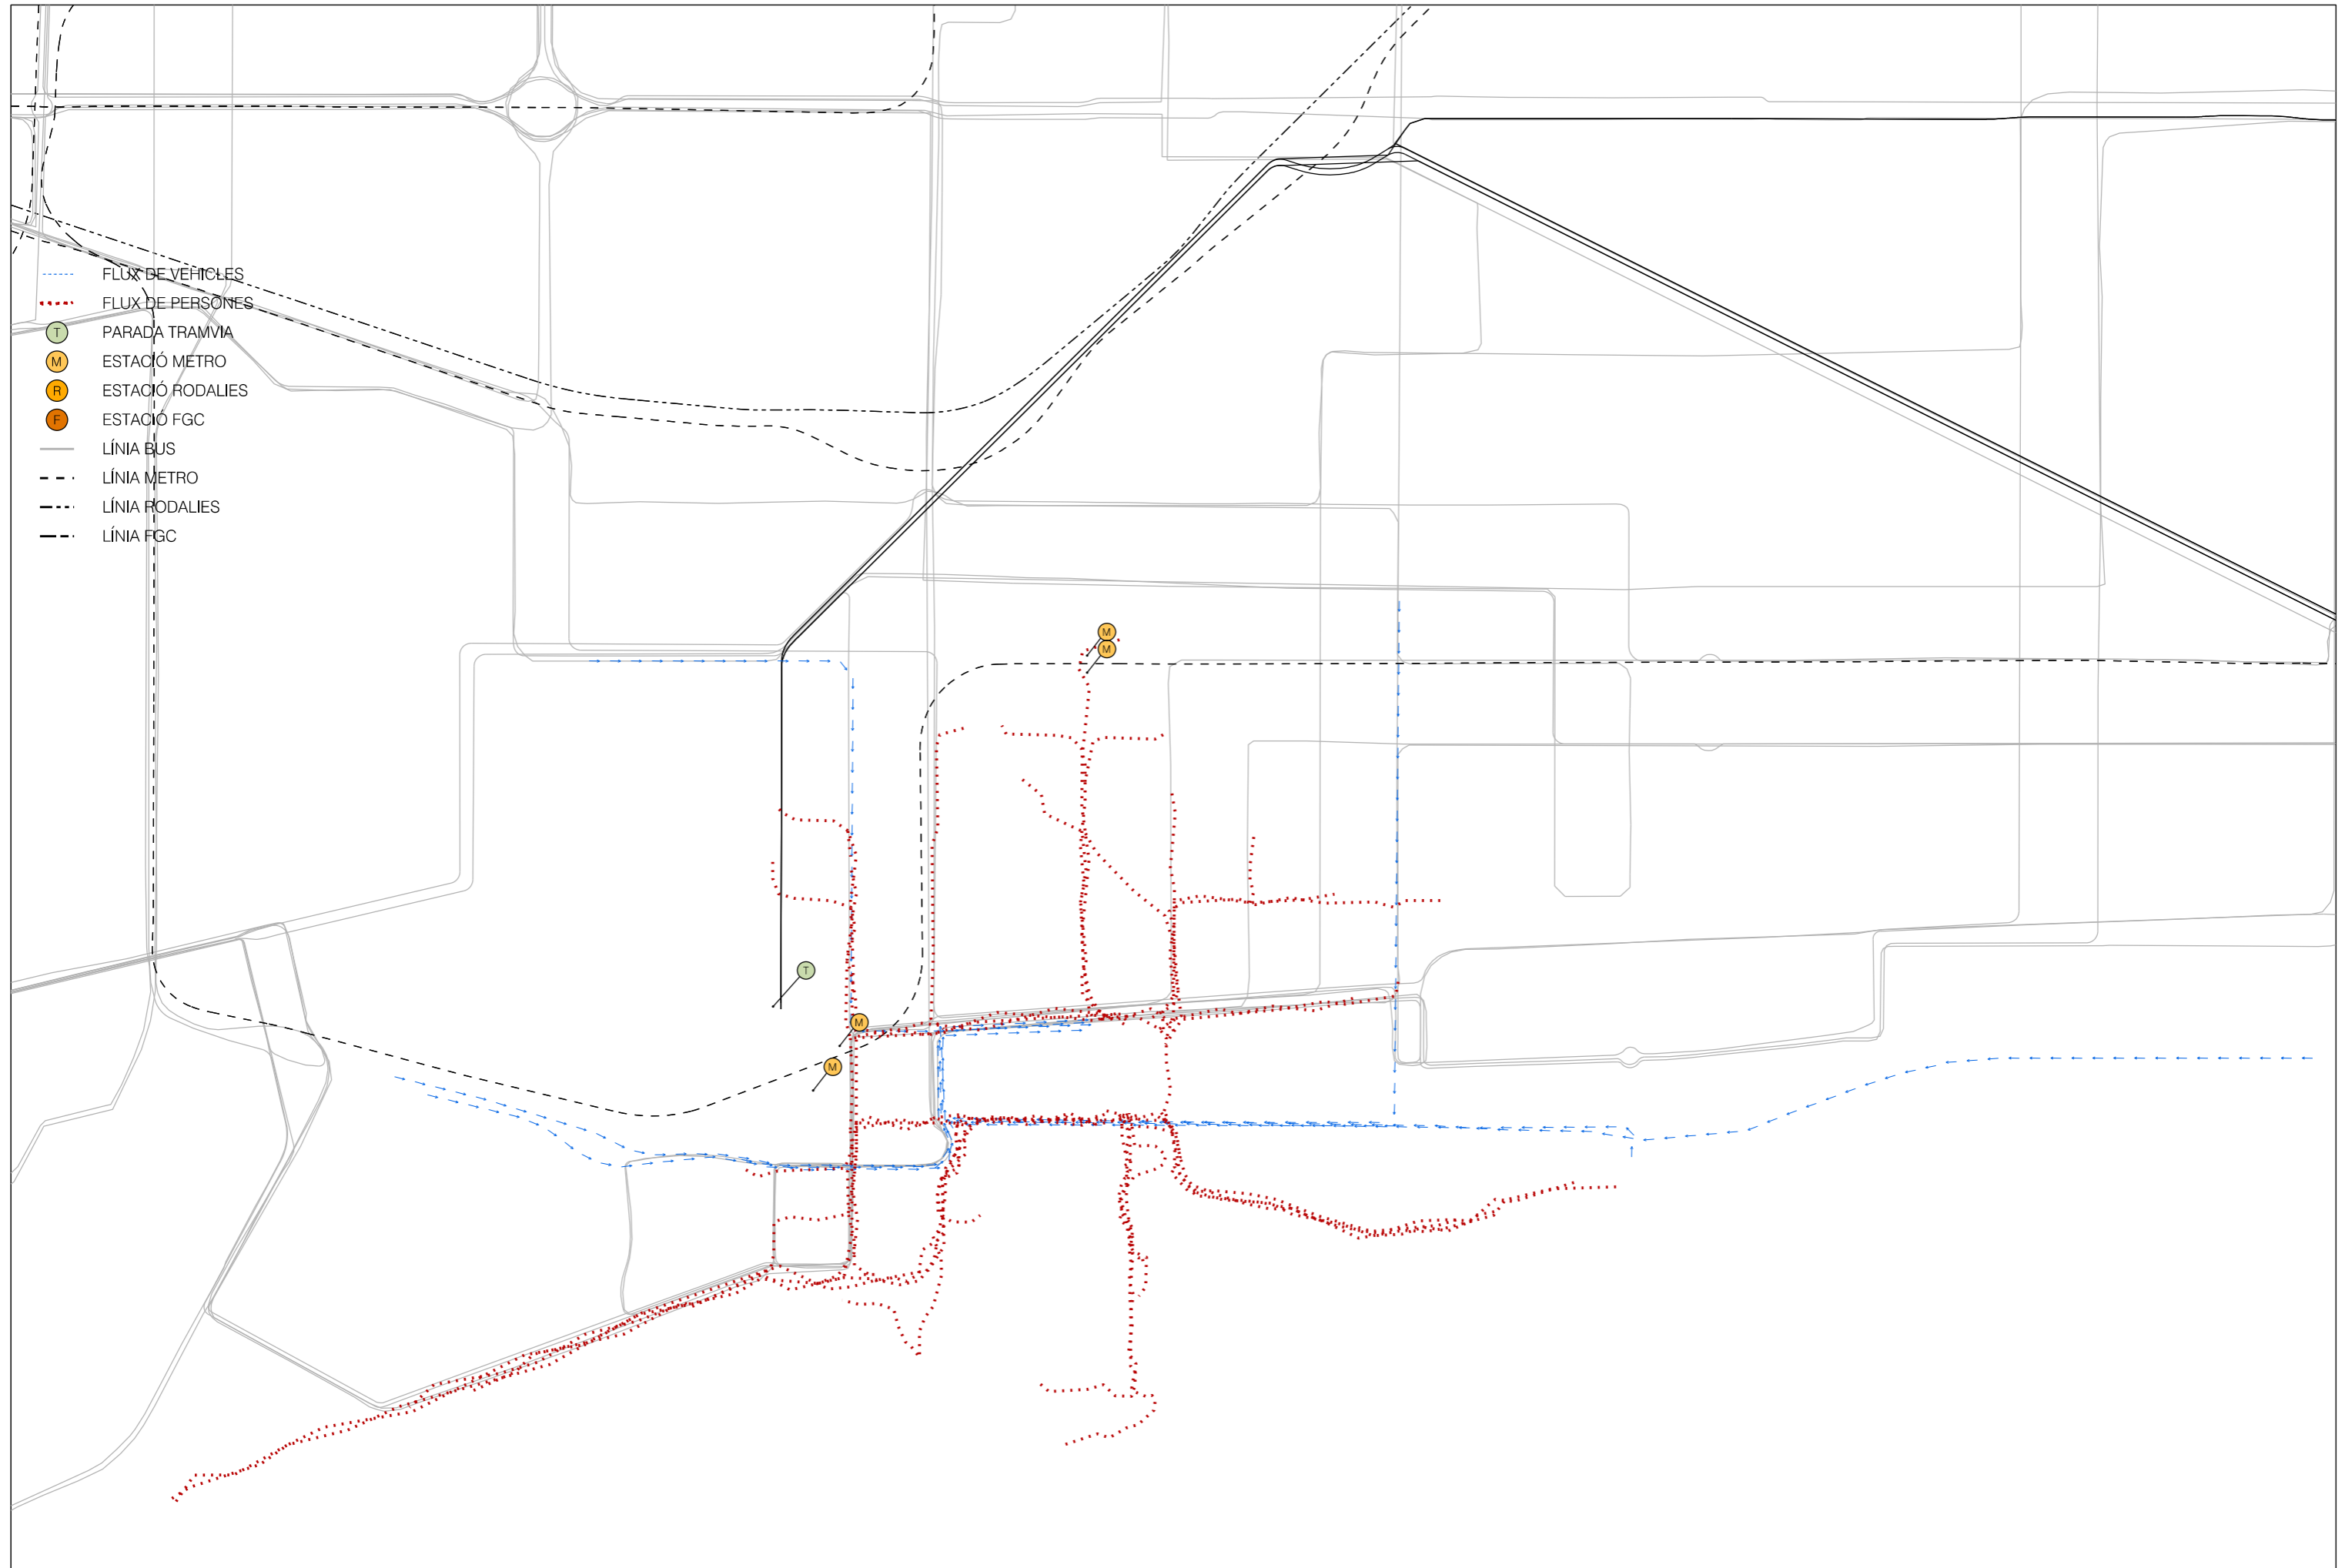 FLUX DE VEHICLES
FLUX DE PERSONES
T PARADA TRAMVIA
M ESTACIÓ METRO
R ESTACIÓ RODALIES
F ESTACIÓ FGC
LÍNIA BUS
LÍNIA METRO
LÍNIA RODALIES
LÍNIA FGC
M
M
T
M
M